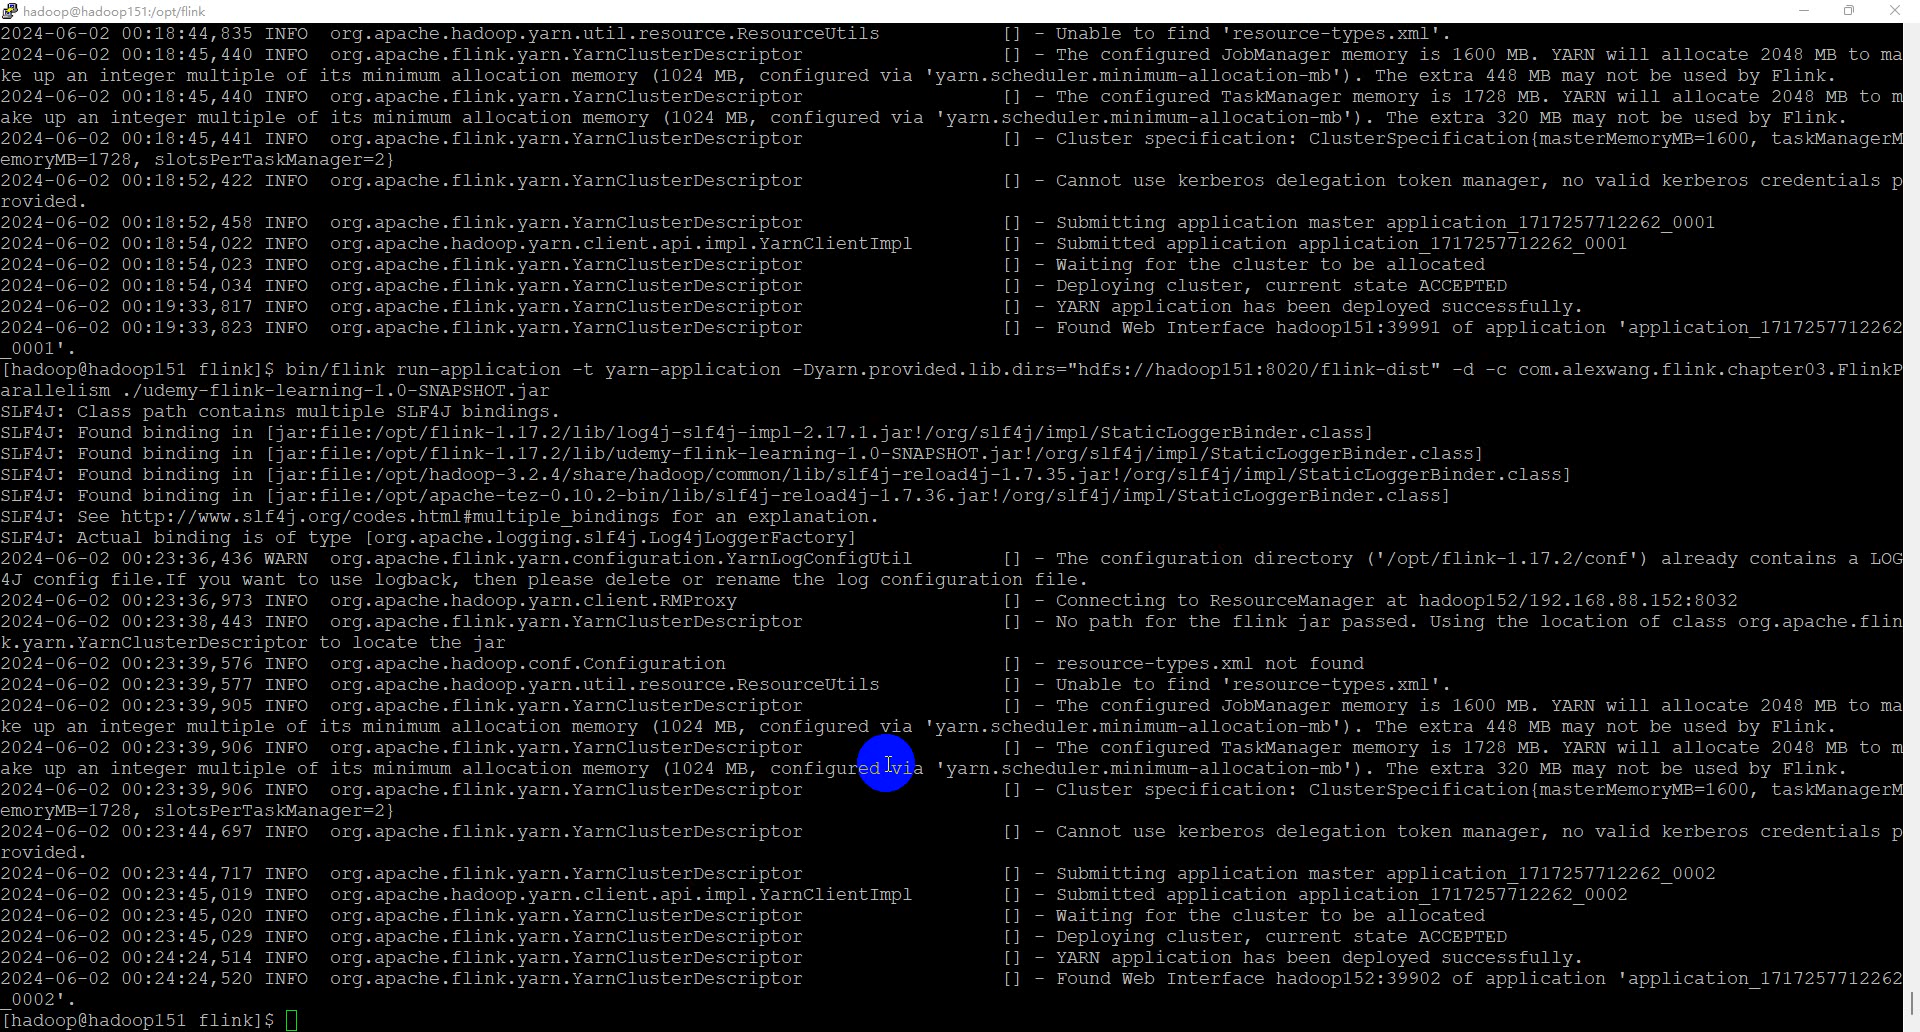 hadoop@hadoop151:/opt/flink
2024-06-02 00:18:44,835 INFO  org.apache.hadoop.yarn.util.resource.ResourceUtils           [] - Unable to find 'resource-types.xml'.
2024-06-02 00:18:45,440 INFO  org.apache.flink.yarn.YarnClusterDescriptor                  [] - The configured JobManager memory is 1600 MB. YARN will allocate 2048 MB to ma
ke up an integer multiple of its minimum allocation memory (1024 MB, configured via 'yarn.scheduler.minimum-allocation-mb'). The extra 448 MB may not be used by Flink.
2024-06-02 00:18:45,440 INFO  org.apache.flink.yarn.YarnClusterDescriptor                  [] - The configured TaskManager memory is 1728 MB. YARN will allocate 2048 MB to m
ake up an integer multiple of its minimum allocation memory (1024 MB, configured via 'yarn.scheduler.minimum-allocation-mb'). The extra 320 MB may not be used by Flink.
2024-06-02 00:18:45,441 INFO  org.apache.flink.yarn.YarnClusterDescriptor                  [] - Cluster specification: ClusterSpecification{masterMemoryMB=1600, taskManagerM
emoryMB=1728, slotsPerTaskManager=2}
2024-06-02 00:18:52,422 INFO  org.apache.flink.yarn.YarnClusterDescriptor                  [] - Cannot use kerberos delegation token manager, no valid kerberos credentials p
rovided.
2024-06-02 00:18:52,458 INFO  org.apache.flink.yarn.YarnClusterDescriptor                  [] - Submitting application master application_1717257712262_0001
2024-06-02 00:18:54,022 INFO  org.apache.hadoop.yarn.client.api.impl.YarnClientImpl        [] - Submitted application application_1717257712262_0001
2024-06-02 00:18:54,023 INFO  org.apache.flink.yarn.YarnClusterDescriptor                  [] - Waiting for the cluster to be allocated
2024-06-02 00:18:54,034 INFO  org.apache.flink.yarn.YarnClusterDescriptor                  [] - Deploying cluster, current state ACCEPTED
2024-06-02 00:19:33,817 INFO  org.apache.flink.yarn.YarnClusterDescriptor                  [] - YARN application has been deployed successfully.
2024-06-02 00:19:33,823 INFO  org.apache.flink.yarn.YarnClusterDescriptor                  [] - Found Web Interface hadoop151:39991 of application 'application_1717257712262
_0001'.
[hadoop@hadoop151 flink]$ bin/flink run-application -t yarn-application -Dyarn.provided.lib.dirs="hdfs://hadoop151:8020/flink-dist" -d -c com.alexwang.flink.chapter03.FlinkP
arallelism ./udemy-flink-learning-1.0-SNAPSHOT.jar
SLF4J: Class path contains multiple SLF4J bindings.
SLF4J: Found binding in [jar:file:/opt/flink-1.17.2/lib/log4j-slf4j-impl-2.17.1.jar!/org/slf4j/impl/StaticLoggerBinder.class]
SLF4J: Found binding in [jar:file:/opt/flink-1.17.2/lib/udemy-flink-learning-1.0-SNAPSHOT.jar!/org/slf4j/impl/StaticLoggerBinder.class]
SLF4J: Found binding in [jar:file:/opt/hadoop-3.2.4/share/hadoop/common/lib/slf4j-reload4j-1.7.35.jar!/org/slf4j/impl/StaticLoggerBinder.class]
SLF4J: Found binding in [jar:file:/opt/apache-tez-0.10.2-bin/lib/slf4j-reload4j-1.7.36.jar!/org/slf4j/impl/StaticLoggerBinder.class]
SLF4J: See http://www.slf4j.org/codes.html#multiple_bindings for an explanation.
SLF4J: Actual binding is of type [org.apache.logging.slf4j.Log4jLoggerFactory]
2024-06-02 00:23:36,436 WARN  org.apache.flink.yarn.configuration.YarnLogConfigUtil        [] - The configuration directory ('/opt/flink-1.17.2/conf') already contains a LOG
4J config file.If you want to use logback, then please delete or rename the log configuration file.
2024-06-02 00:23:36,973 INFO  org.apache.hadoop.yarn.client.RMProxy                        [] - Connecting to ResourceManager at hadoop152/192.168.88.152:8032
2024-06-02 00:23:38,443 INFO  org.apache.flink.yarn.YarnClusterDescriptor                  [] - No path for the flink jar passed. Using the location of class org.apache.flin
k.yarn.YarnClusterDescriptor to locate the jar
2024-06-02 00:23:39,576 INFO  org.apache.hadoop.conf.Configuration                         [] - resource-types.xml not found
2024-06-02 00:23:39,577 INFO  org.apache.hadoop.yarn.util.resource.ResourceUtils           [] - Unable to find 'resource-types.xml'.
2024-06-02 00:23:39,905 INFO  org.apache.flink.yarn.YarnClusterDescriptor                  [] - The configured JobManager memory is 1600 MB. YARN will allocate 2048 MB to ma
ke up an integer multiple of its minimum allocation memory (1024 MB, configured via 'yarn.scheduler.minimum-allocation-mb'). The extra 448 MB may not be used by Flink.
2024-06-02 00:23:39,906 INFO  org.apache.flink.yarn.YarnClusterDescriptor                  [] - The configured TaskManager memory is 1728 MB. YARN will allocate 2048 MB to m
ake up an integer multiple of its minimum allocation memory (1024 MB, configured via 'yarn.scheduler.minimum-allocation-mb'). The extra 320 MB may not be used by Flink.
2024-06-02 00:23:39,906 INFO  org.apache.flink.yarn.YarnClusterDescriptor                  [] - Cluster specification: ClusterSpecification{masterMemoryMB=1600, taskManagerM
emoryMB=1728, slotsPerTaskManager=2}
2024-06-02 00:23:44,697 INFO  org.apache.flink.yarn.YarnClusterDescriptor                  [] - Cannot use kerberos delegation token manager, no valid kerberos credentials p
rovided.
2024-06-02 00:23:44,717 INFO  org.apache.flink.yarn.YarnClusterDescriptor                  [] - Submitting application master application_1717257712262_0002
2024-06-02 00:23:45,019 INFO  org.apache.hadoop.yarn.client.api.impl.YarnClientImpl        [] - Submitted application application_1717257712262_0002
2024-06-02 00:23:45,020 INFO  org.apache.flink.yarn.YarnClusterDescriptor                  [] - Waiting for the cluster to be allocated
2024-06-02 00:23:45,029 INFO  org.apache.flink.yarn.YarnClusterDescriptor                  [] - Deploying cluster, current state ACCEPTED
2024-06-02 00:24:24,514 INFO  org.apache.flink.yarn.YarnClusterDescriptor                  [] - YARN application has been deployed successfully.
2024-06-02 00:24:24,520 INFO  org.apache.flink.yarn.YarnClusterDescriptor                  [] - Found Web Interface hadoop152:39902 of application 'application_1717257712262
_0002'.
[hadoop@hadoop151 flink]$